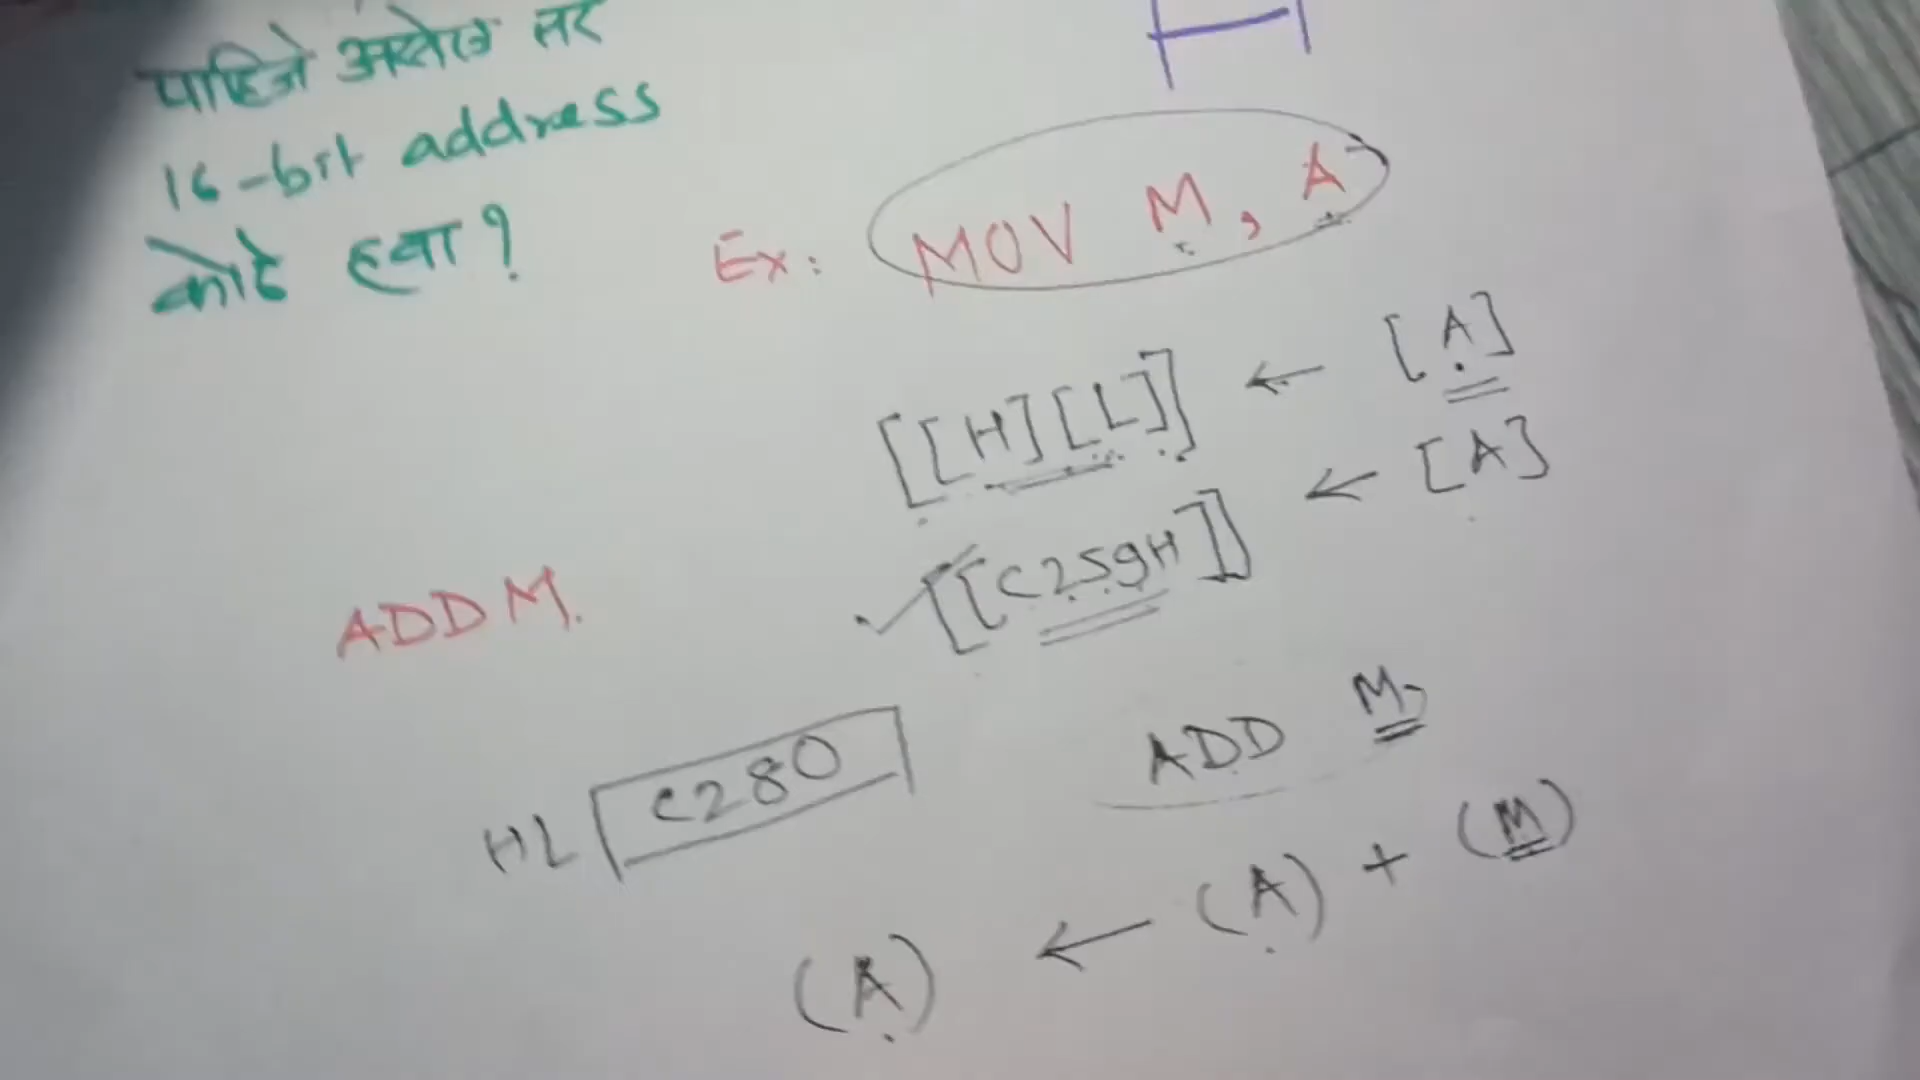 पाहिजे असेल तर
16-bit address
कोठे हवा ?
H
Ex: MOV M, A
[[H][L]] ← [A]
[[C259H]] ← [A]
ADD M.
ADD M
HL C280
(A) ← (A) + (M)